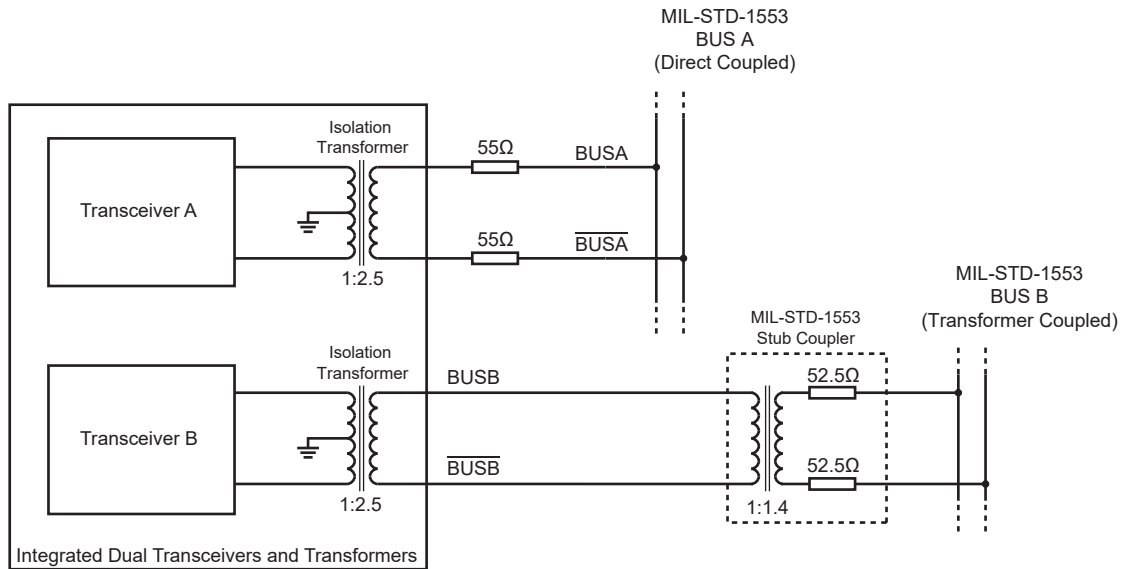 MIL-STD-1553
BUS A
(Direct Coupled)
Isolation
Transformer
55Ω
BUSA
Transceiver A
55Ω
B̅U̅S̅A̅
1:2.5
MIL-STD-1553
BUS B
(Transformer Coupled)
MIL-STD-1553
Stub Coupler
Isolation
Transformer
BUSB
52.5Ω
Transceiver B
B̅U̅S̅B̅
52.5Ω
1:2.5
1:1.4
Integrated Dual Transceivers and Transformers